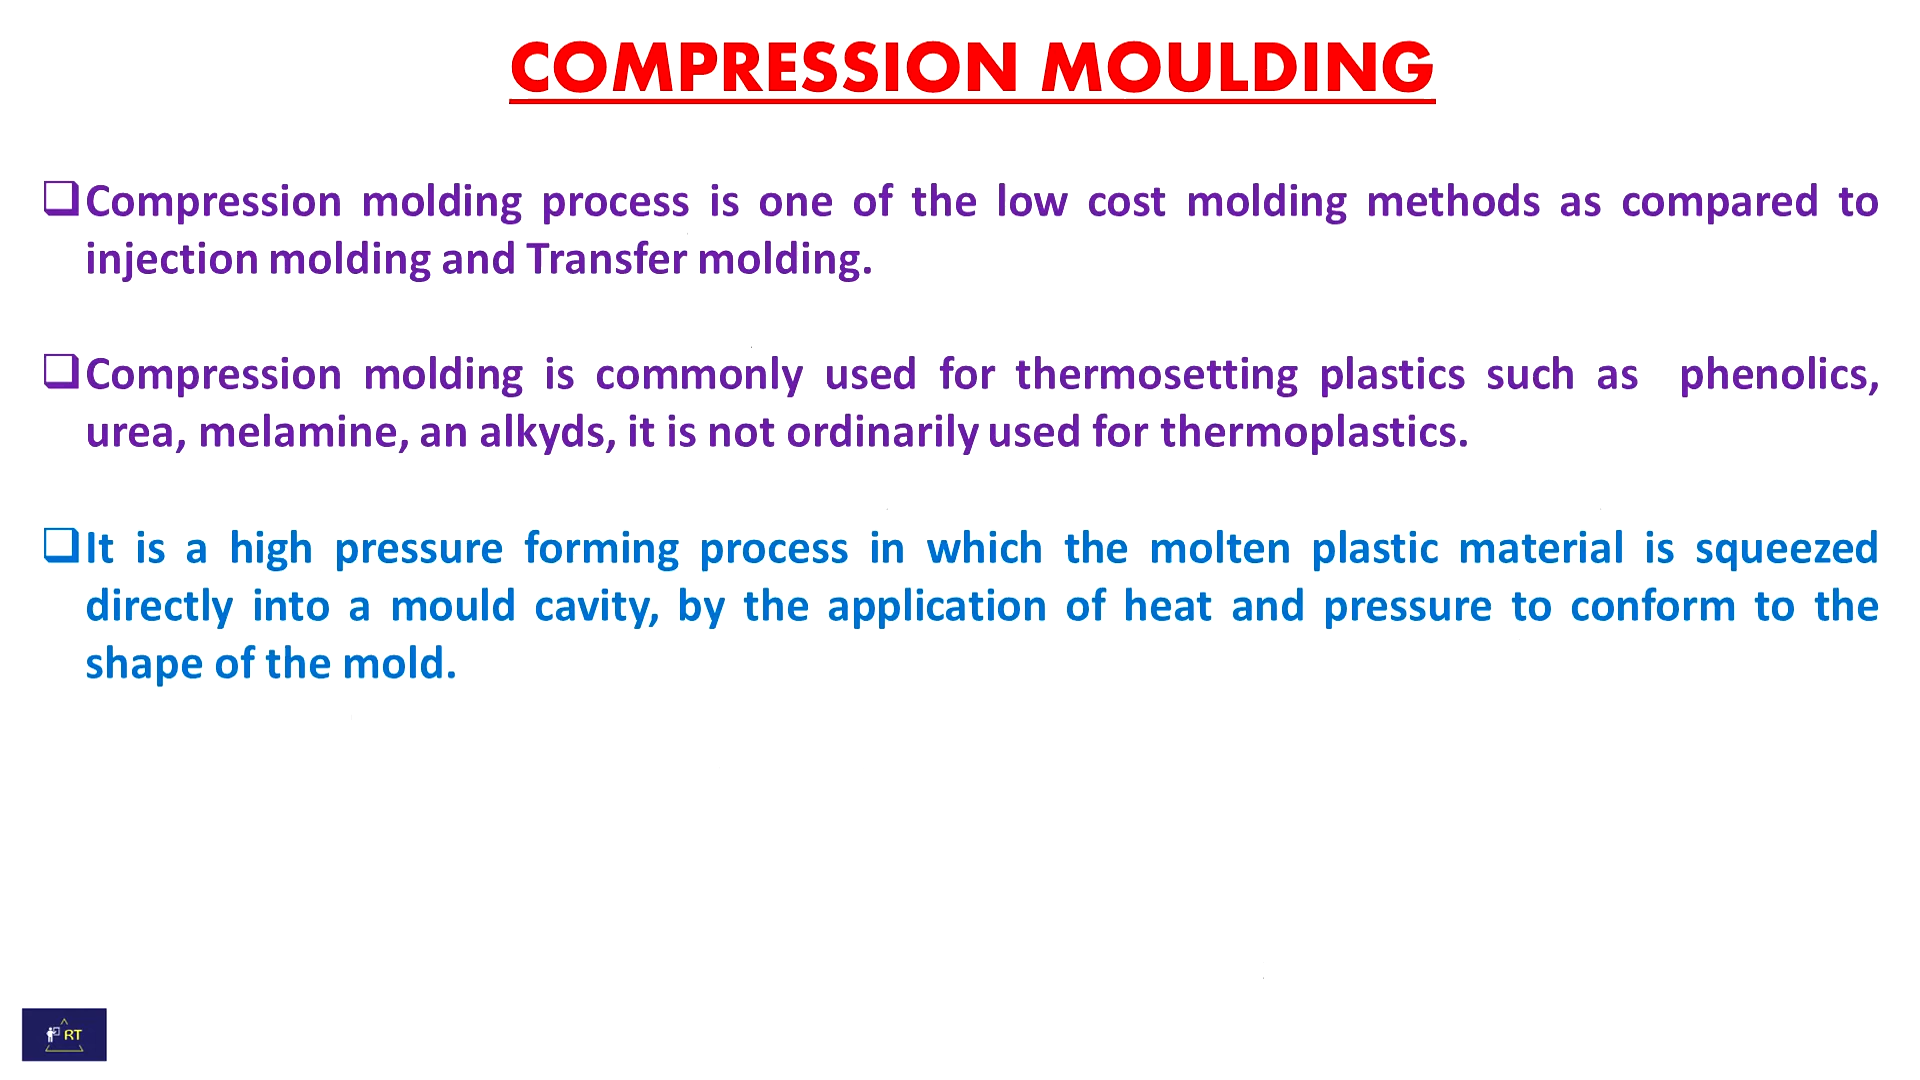 COMPRESSION MOULDING
Compression molding process is one of the low cost molding methods as compared to
injection molding and Transfer molding.
Compression molding is commonly used for thermosetting plastics such as phenolics,
urea, melamine, an alkyds, it is not ordinarily used for thermoplastics.
It is a high pressure forming process in which the molten plastic material is squeezed
directly into a mould cavity, by the application of heat and pressure to conform to the
shape of the mold.
RT